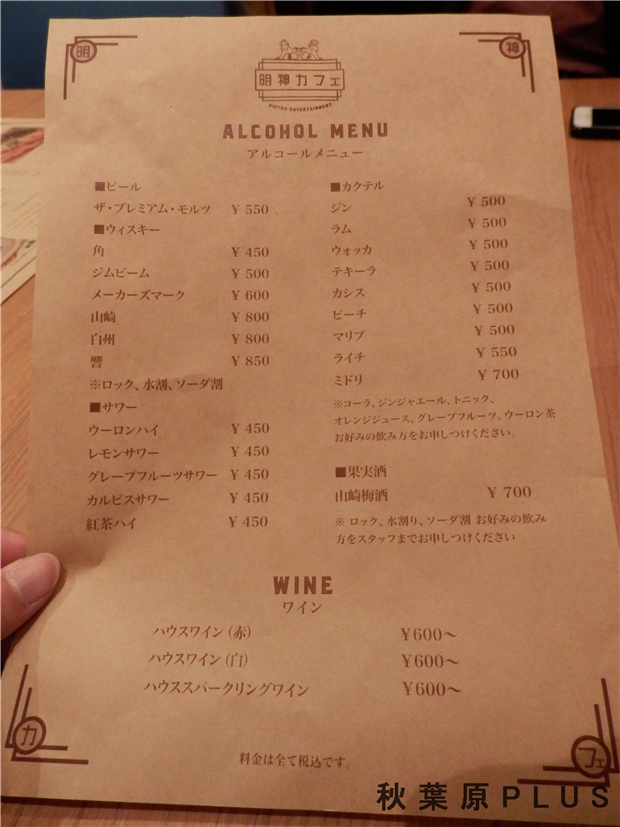 明
神
明神カフェ
BISTRO ENTERTAINMENT
ALCOHOL MENU
アルコールメニュー
■ビール
ザ・プレミアム・モルツ ¥ 550
■ウィスキー
角 ¥ 450
ジムビーム ¥ 500
メーカーズマーク ¥ 600
山崎 ¥ 800
白州 ¥ 800
響 ¥ 850
※ロック、水割、ソーダ割
■サワー
ウーロンハイ ¥ 450
レモンサワー ¥ 450
グレープフルーツサワー ¥ 450
カルピスサワー ¥ 450
紅茶ハイ ¥ 450
■カクテル
ジン ¥ 500
ラム ¥ 500
ウォッカ ¥ 500
テキーラ ¥ 500
カシス ¥ 500
ピーチ ¥ 500
マリブ ¥ 500
ライチ ¥ 550
ミドリ ¥ 700
※コーラ、ジンジャエール、トニック、
オレンジジュース、グレープフルーツ、ウーロン茶
お好みの飲み方をお申しつけください。
■果実酒
山崎梅酒 ¥ 700
※ ロック、水割り、ソーダ割 お好みの飲み
方をスタッフまでお申しつけください
WINE
ワイン
ハウスワイン（赤） ¥600～
ハウスワイン（白） ¥600～
ハウススパークリングワイン ¥600～
料金は全て税込です。
カ
フェ
秋葉原PLUS